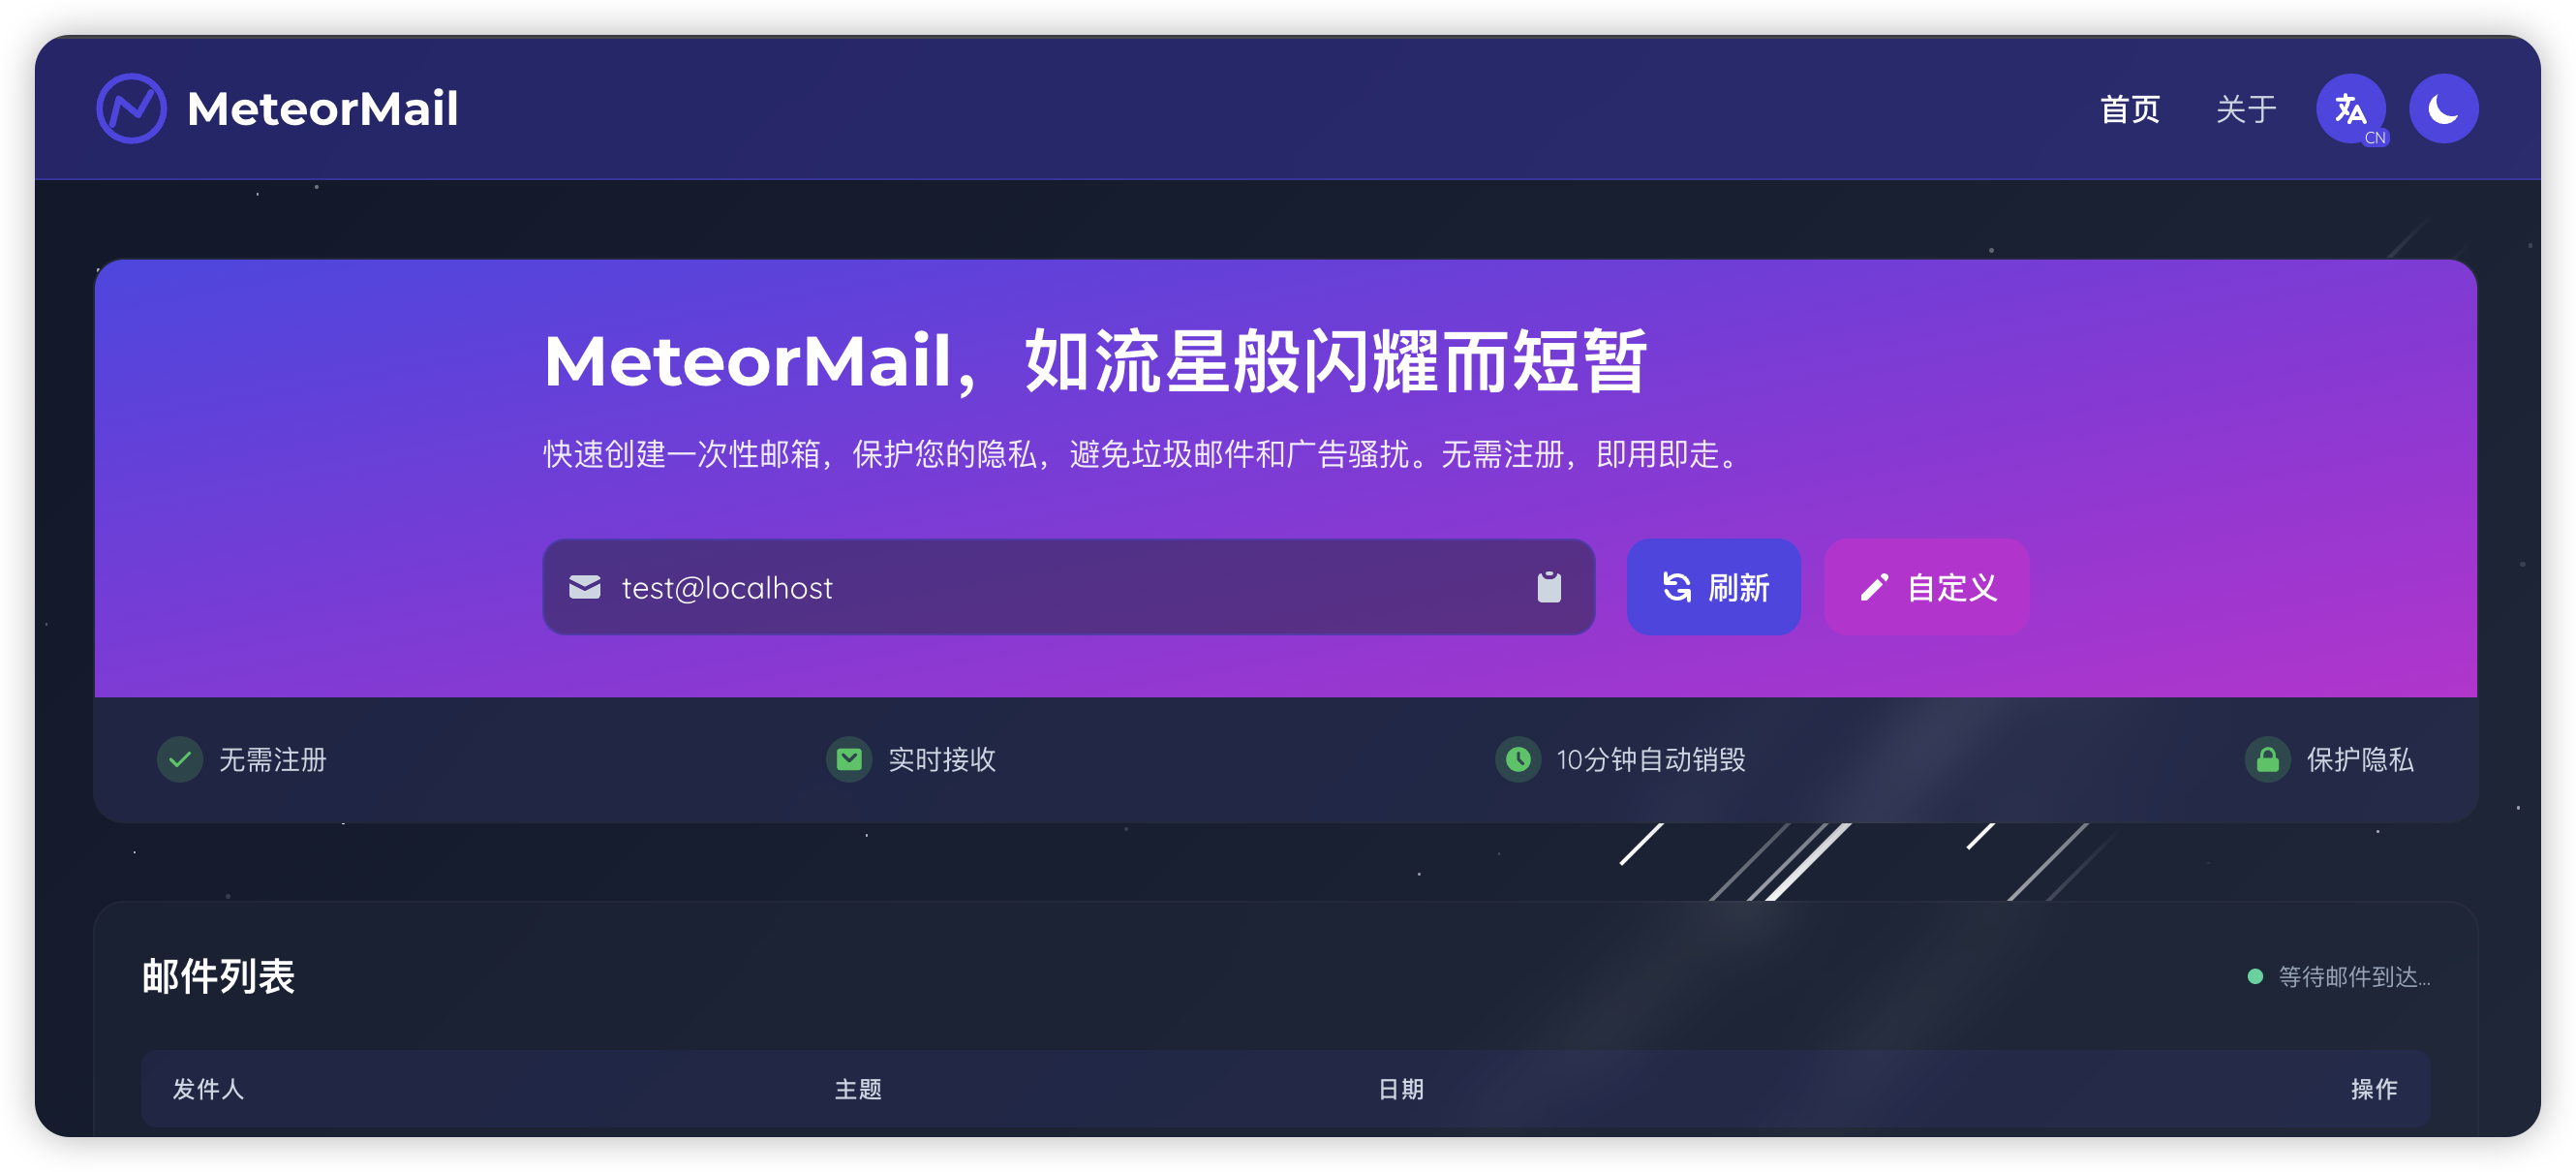 MeteorMail
首页
关于
CN
MeteorMail，如流星般闪耀而短暂
快速创建一次性邮箱，保护您的隐私，避免垃圾邮件和广告骚扰。无需注册，即用即走。
test@localhost
刷新
自定义
无需注册
实时接收
10分钟自动销毁
保护隐私
邮件列表
等待邮件到达...
发件人
主题
日期
操作